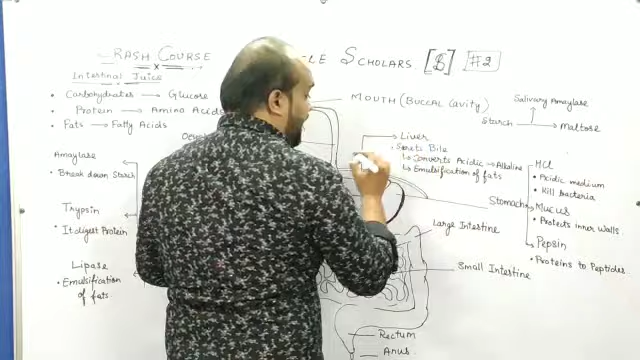 RASH COURSE
LE SCHOLARS
#2
Intestinal Juice
• Carbohydrates → Glucose
• Protein → Amino Acids
• Fats → Fatty Acids
MOUTH (BUCCAL CAVITY)
Salivary Amaylase
Starch → Maltose
Liver
• Screts Bile
↳ Converts Acidic → Alkaline
↳ Emulsification of fats
Amaylase
• Break down Starch
Trypsin
• It digest Protein
Lipase
• Emulsification
of fats
Stomach
HCl
• Acidic medium
• Kill bacteria
Mucus
• Protects inner Walls
Pepsin
• Proteins to Peptides
Large Intestine
Small Intestine
Rectum
Anus